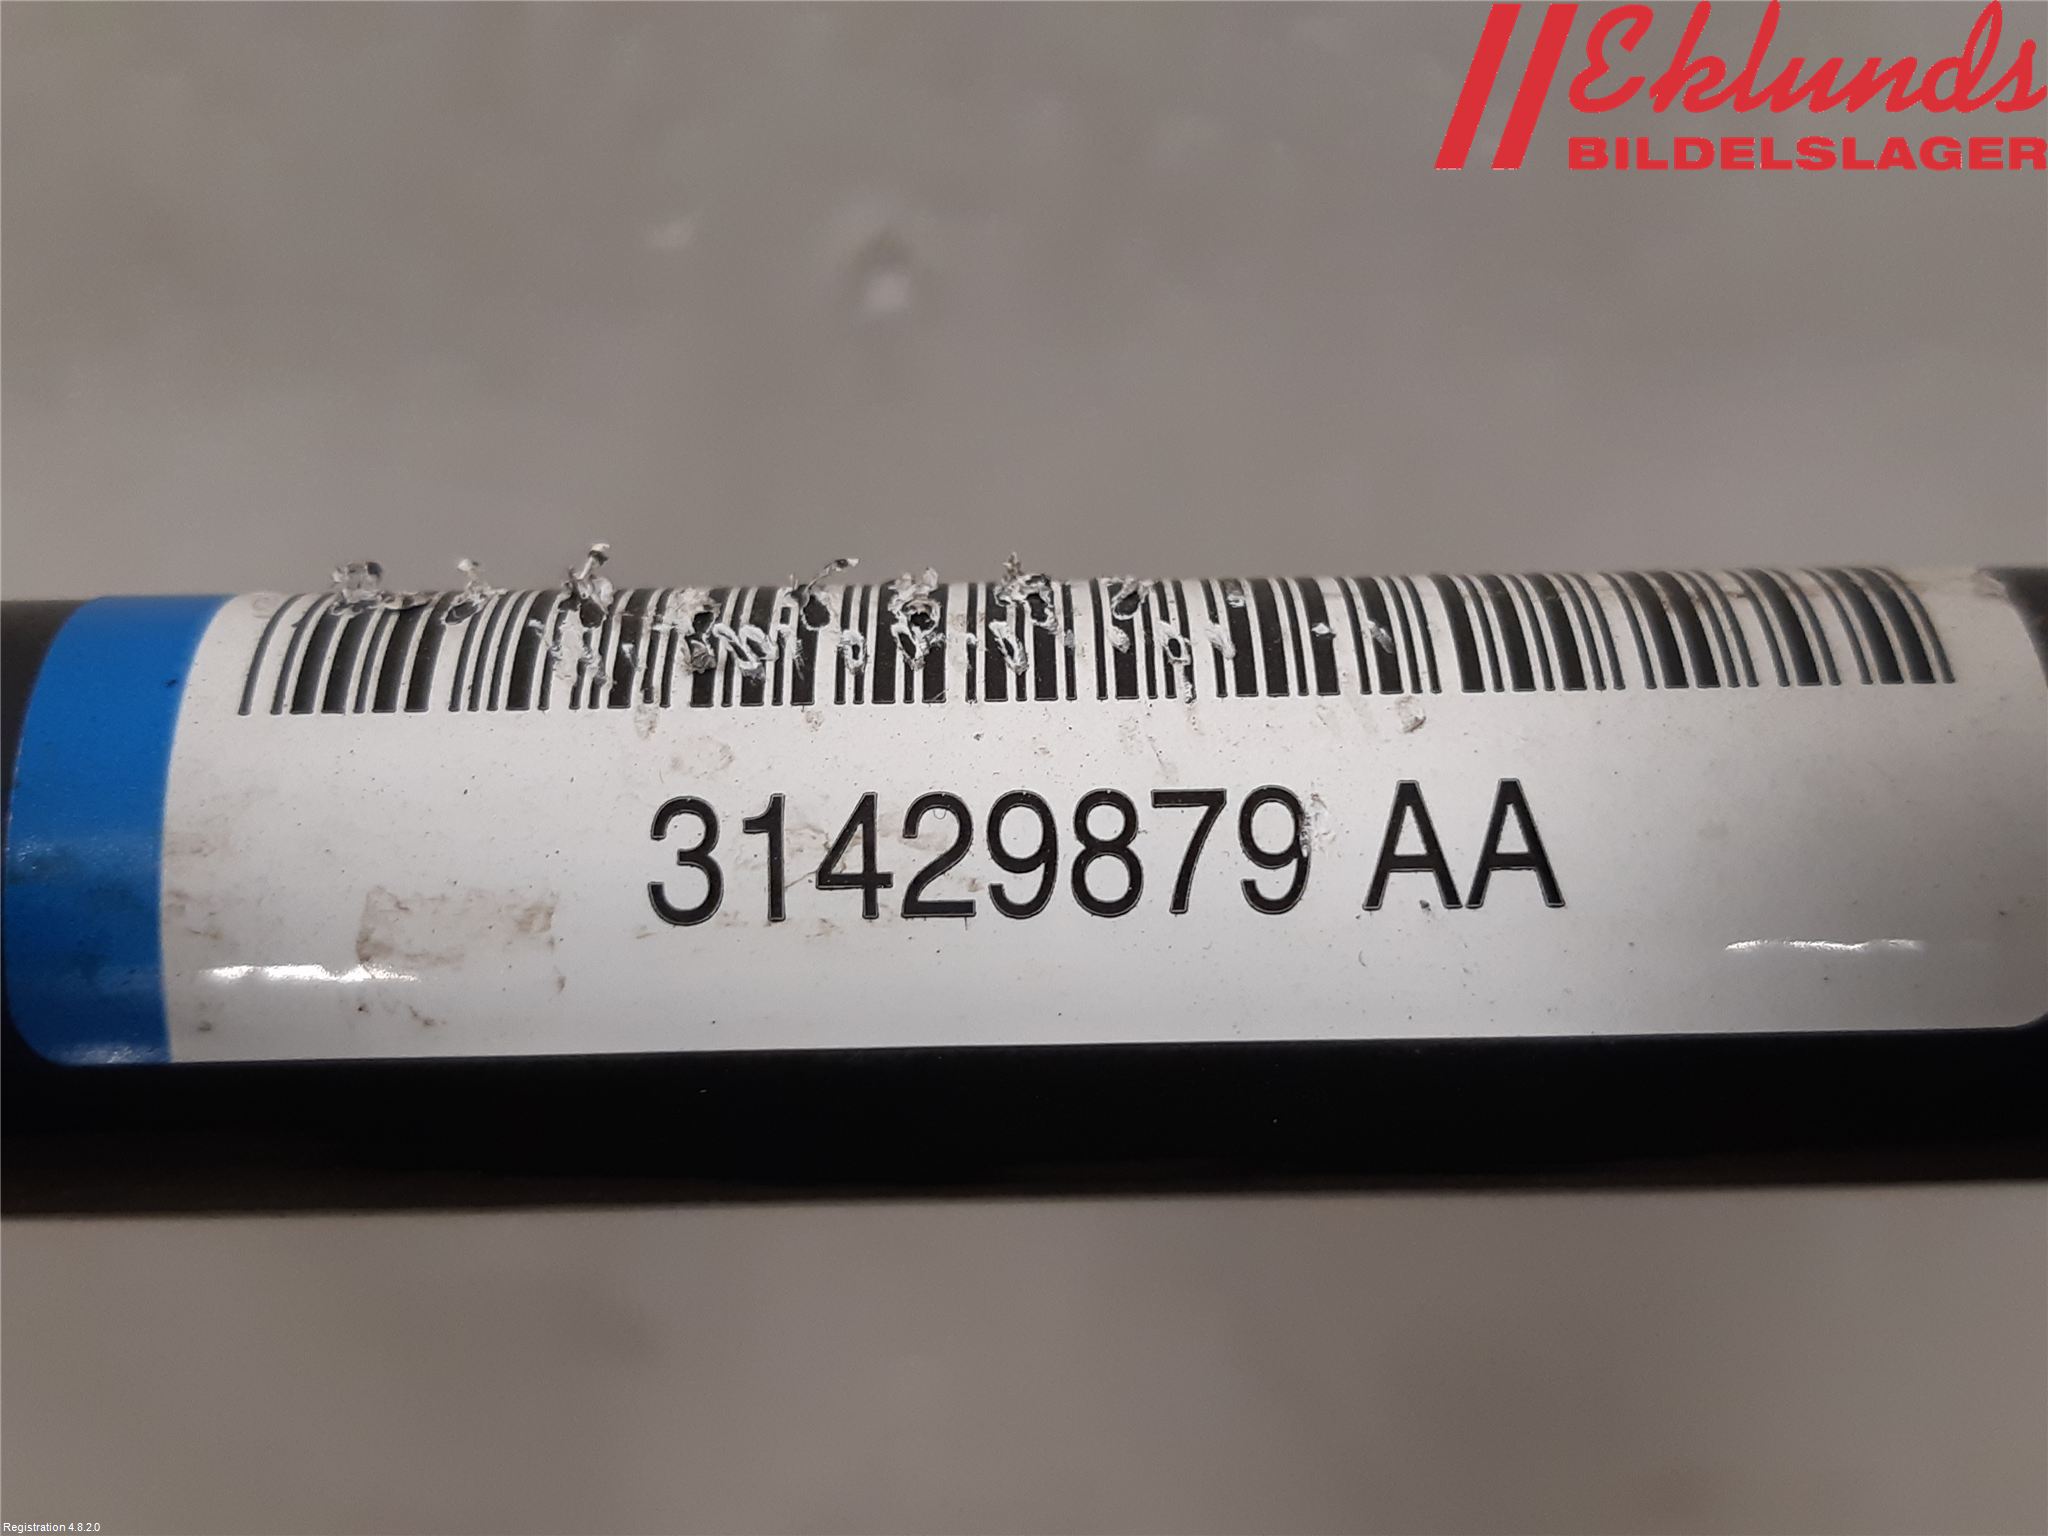 Eklunds
BILDELSLAGER
31429879 AA
Registration 4.8.2.0